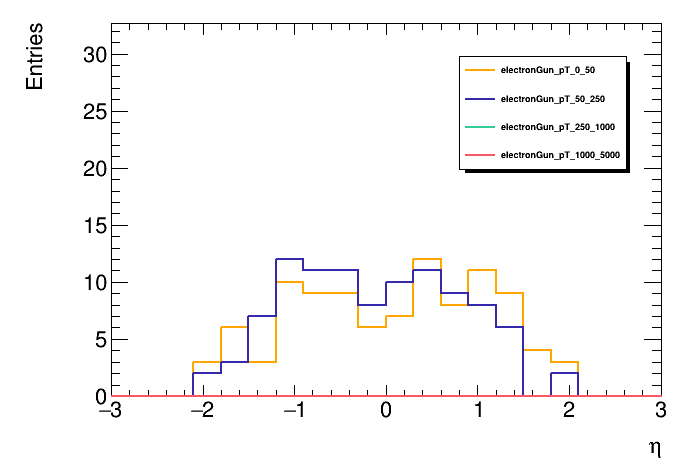 Entries
30
25
20
15
10
5
0
electronGun_pT_0_50
electronGun_pT_50_250
electronGun_pT_250_1000
electronGun_pT_1000_5000
−3 −2 −1 0 1 2 3
η